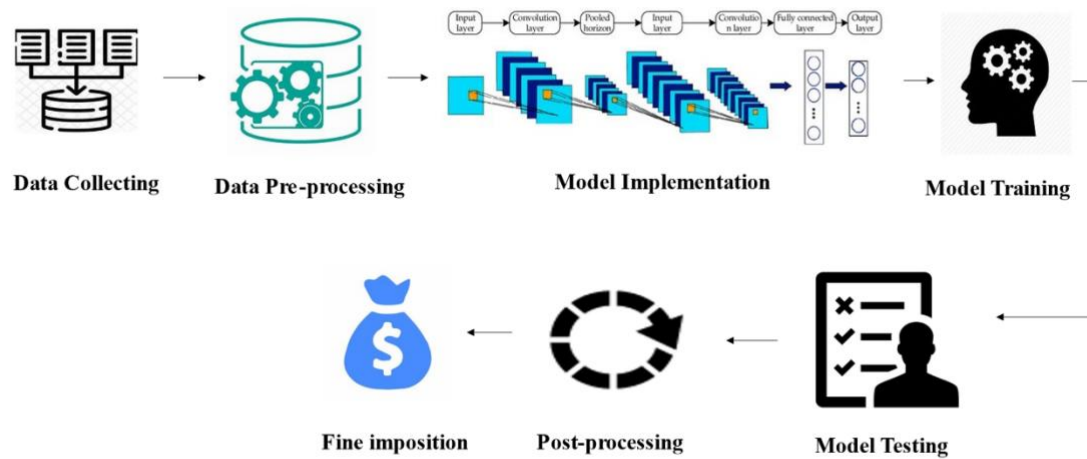 Input layer
Convolution layer
Pooled horizon
Input layer
Convolutio n layer
Fully connected layer
Output layer
Data Collecting
Data Pre-processing
Model Implementation
Model Training
$
Fine imposition
Post-processing
Model Testing